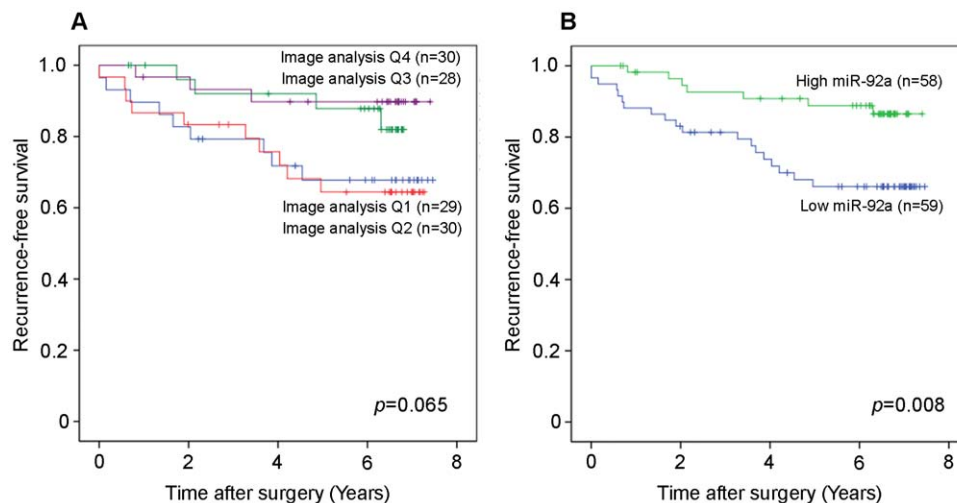 A
Image analysis Q4 (n=30)
Image analysis Q3 (n=28)
1.0
0.8
0.6
0.4
0.2
0
Recurrence-free survival
Image analysis Q1 (n=29)
Image analysis Q2 (n=30)
p=0.065
0 2 4 6 8
Time after surgery (Years)
B
1.0
0.8
0.6
0.4
0.2
0
Recurrence-free survival
High miR-92a (n=58)
Low miR-92a (n=59)
p=0.008
0 2 4 6 8
Time after surgery (Years)